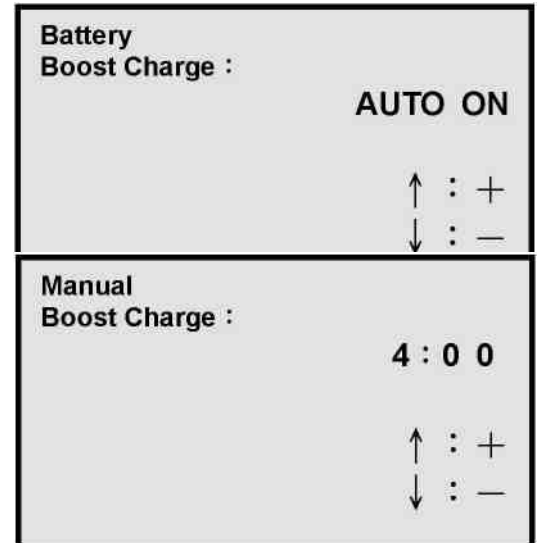 Battery
Boost Charge :
AUTO ON
↑ : +
↓ : −
Manual
Boost Charge :
4 : 0 0
↑ : +
↓ : −